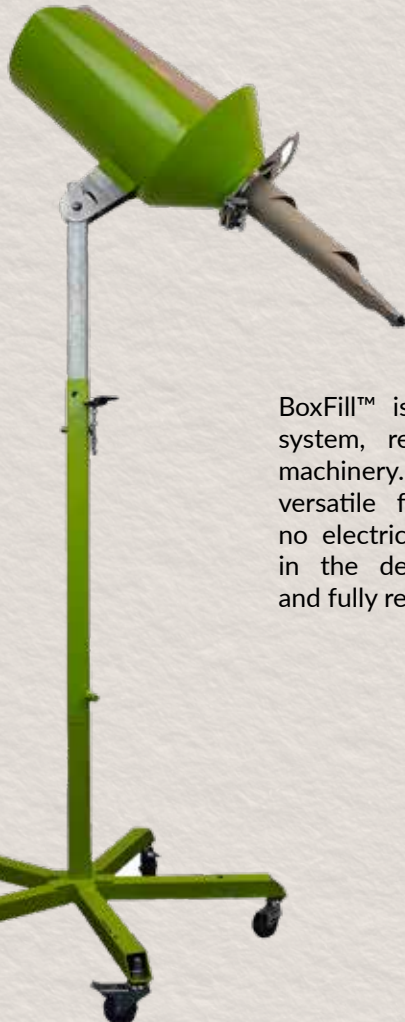 BoxFill™ is
system, re
machinery.
versatile f
no electric
in the de
and fully re